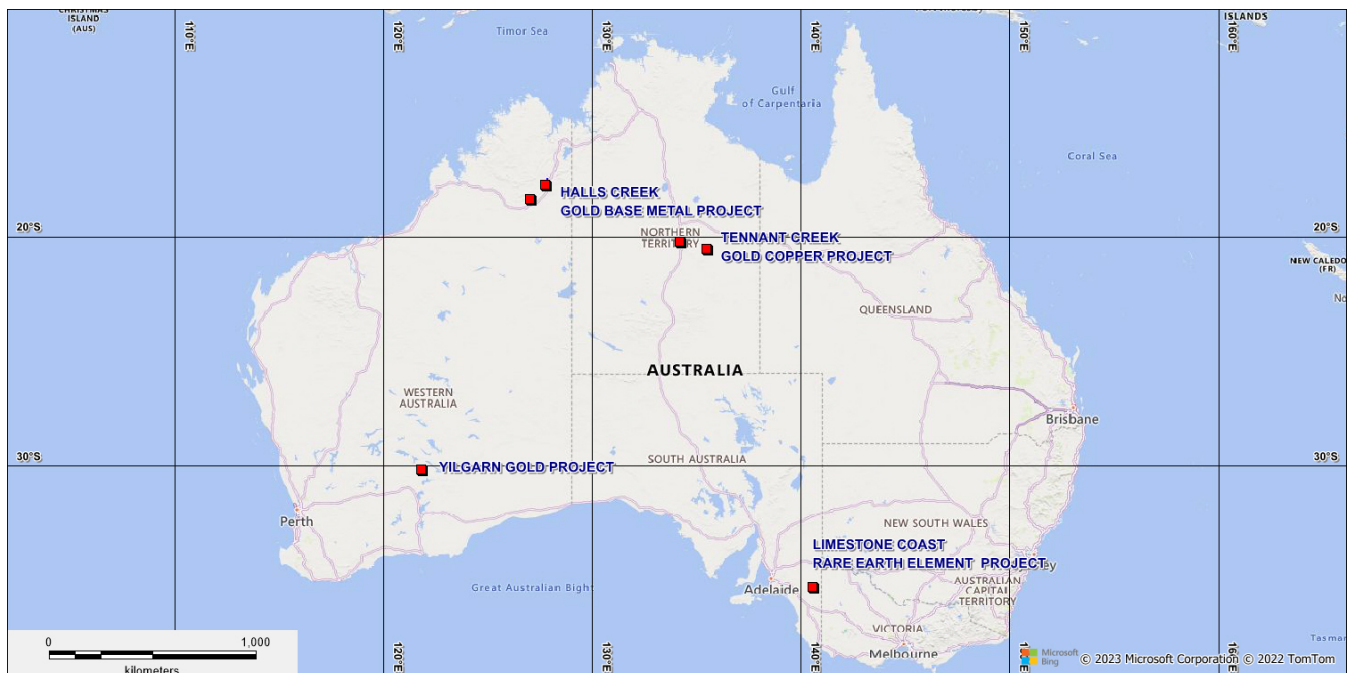 CHRISTMAS
ISLAND
(AUS)
110°E
120°E
130°E
140°E
150°E
160°E
ISLANDS
Timor Sea
Gulf
of Carpentaria
Coral Sea
HALLS CREEK
GOLD BASE METAL PROJECT
20°S
20°S
NORTHERN
TERRITORY
TENNANT CREEK
GOLD COPPER PROJECT
NEW CALEDO
(FR)
No
QUEENSLAND
AUSTRALIA
WESTERN
AUSTRALIA
Brisbane
30°S
30°S
SOUTH AUSTRALIA
YILGARN GOLD PROJECT
Perth
NEW SOUTH WALES
LIMESTONE COAST
RARE EARTH ELEMENT PROJECT
ey
Great Australian Bight
Adelaide
AUSTRALIAN
CAPITAL
TERRITORY
VICTORIA
Melbourne
Tasman
0
1,000
kilometers
120°E
130°E
140°E
160°E
Microsoft
Bing
© 2023 Microsoft Corporation © 2022 TomTom